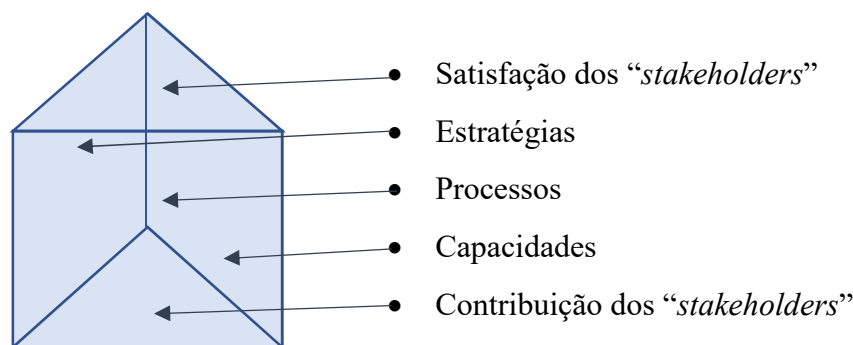 • Satisfação dos “stakeholders”
• Estratégias
• Processos
• Capacidades
• Contribuição dos “stakeholders”